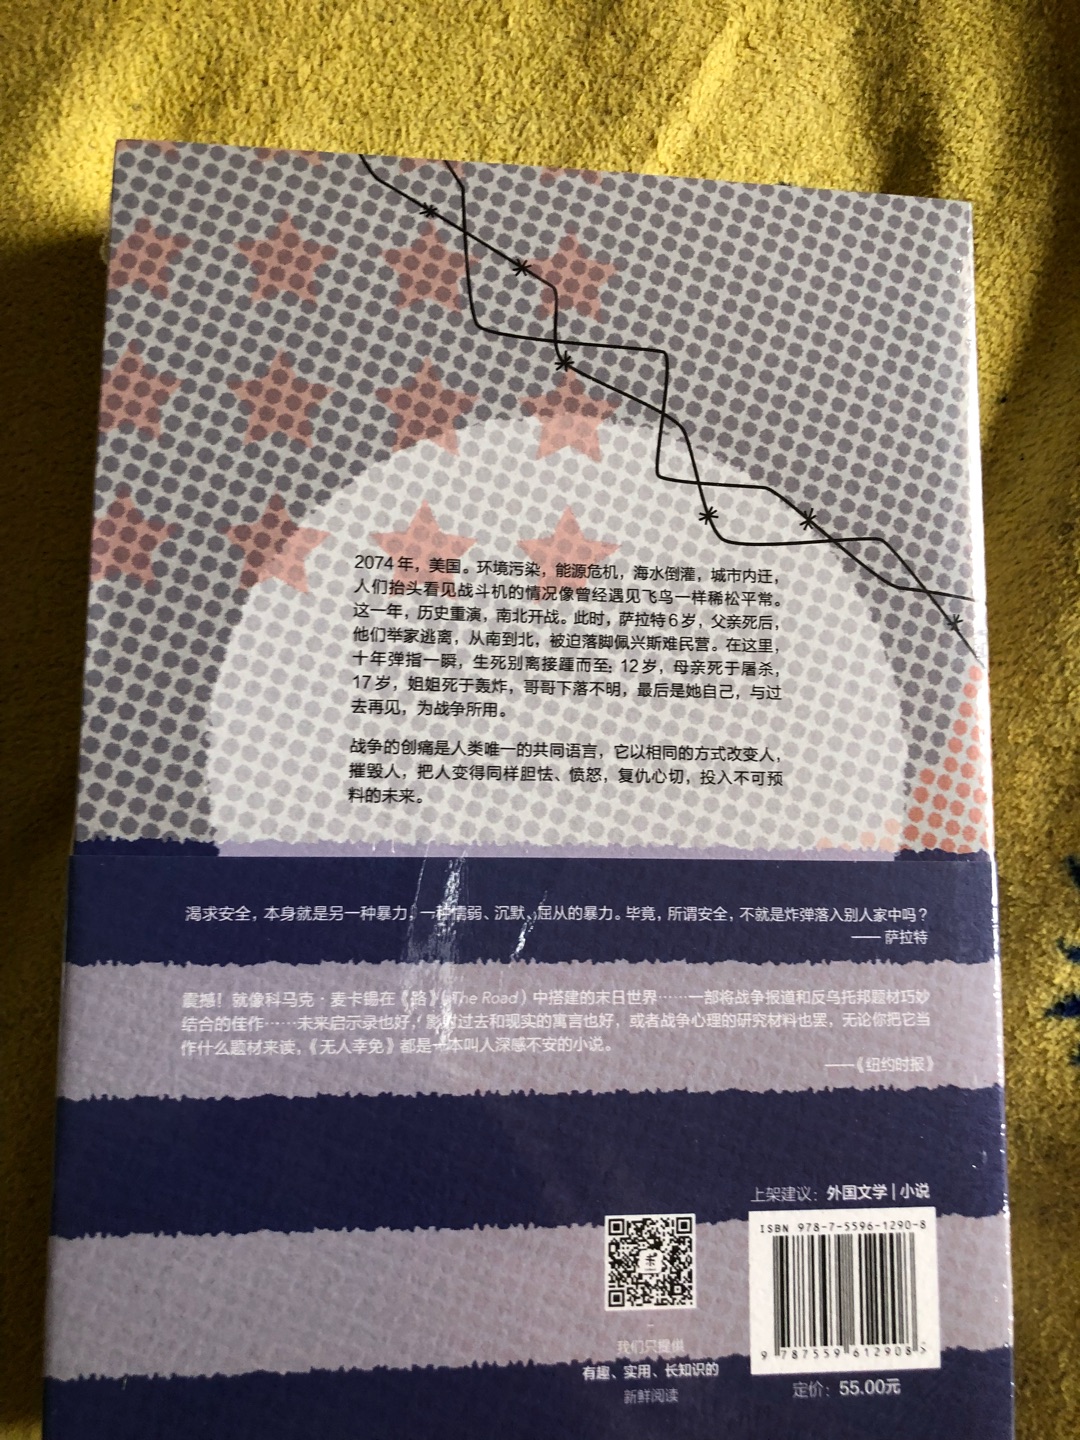 2074年，美国。环境污染，能源危机，海水倒灌，城市内迁，
人们抬头看见战斗机的情况像曾经遇见飞鸟一样稀松平常。
这一年，历史重演，南北开战。此时，萨拉特6岁，父亲死后，
他们举家逃离，从南到北，被迫落脚佩兴斯难民营。在这里，
十年弹指一瞬，生死别离接踵而至：12岁，母亲死于屠杀，
17岁，姐姐死于轰炸，哥哥下落不明，最后是她自己，与过
去再见，为战争所用。
战争的创痛是人类唯一的共同语言，它以相同的方式改变人，
摧毁人，把人变得同样胆怯、愤怒，复仇心切，投入不可预
料的未来。
渴求安全，本身就是另一种暴力，一种懦弱、沉默、屈从的暴力。毕竟，所谓安全，不就是炸弹落入别人家中吗？
—— 萨拉特
震撼！就像科马克·麦卡锡在《路》（The Road）中搭建的末日世界……一部将战争报道和反乌托邦题材巧妙
结合的佳作……未来启示录也好，影射过去和现实的寓言也好，或者战争心理的研究材料也罢，无论你把它当
作什么题材来读，《无人幸免》都是一本叫人深感不安的小说。
——《纽约时报》
上架建议：外国文学|小说
ISBN 978-7-5596-1290-8
9 787559 612908 >
定价：55.00元
我们只提供
有趣、实用、长知识的
新鲜阅读